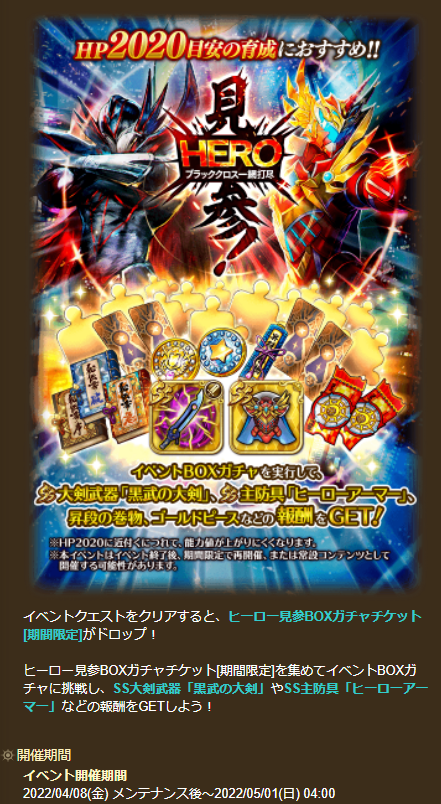 HP2020目安の育成におすすめ!!
見参!
HERO
ブラッククロス一網打尽
SS
SS
イベントBOXガチャを実行して、
SS大剣武器「黒武の大剣」、SS主防具「ヒーローアーマー」、
昇段の巻物、ゴールドピースなどの報酬をGET!
※HP2020に近付くにつれて、能力値が上がりにくくなります。
※本イベントはイベント終了後、期間限定で再開催、または常設コンテンツとして
開催する可能性があります。
イベントクエストをクリアすると、ヒーロー見参BOXガチャチケット
[期間限定]がドロップ！
ヒーロー見参BOXガチャチケット[期間限定]を集めてイベントBOXガ
チャに挑戦し、SS大剣武器「黒武の大剣」やSS主防具「ヒーローアー
マー」などの報酬をGETしよう！
開催期間
イベント開催期間
2022/04/08(金) メンテナンス後～2022/05/01(日) 04:00